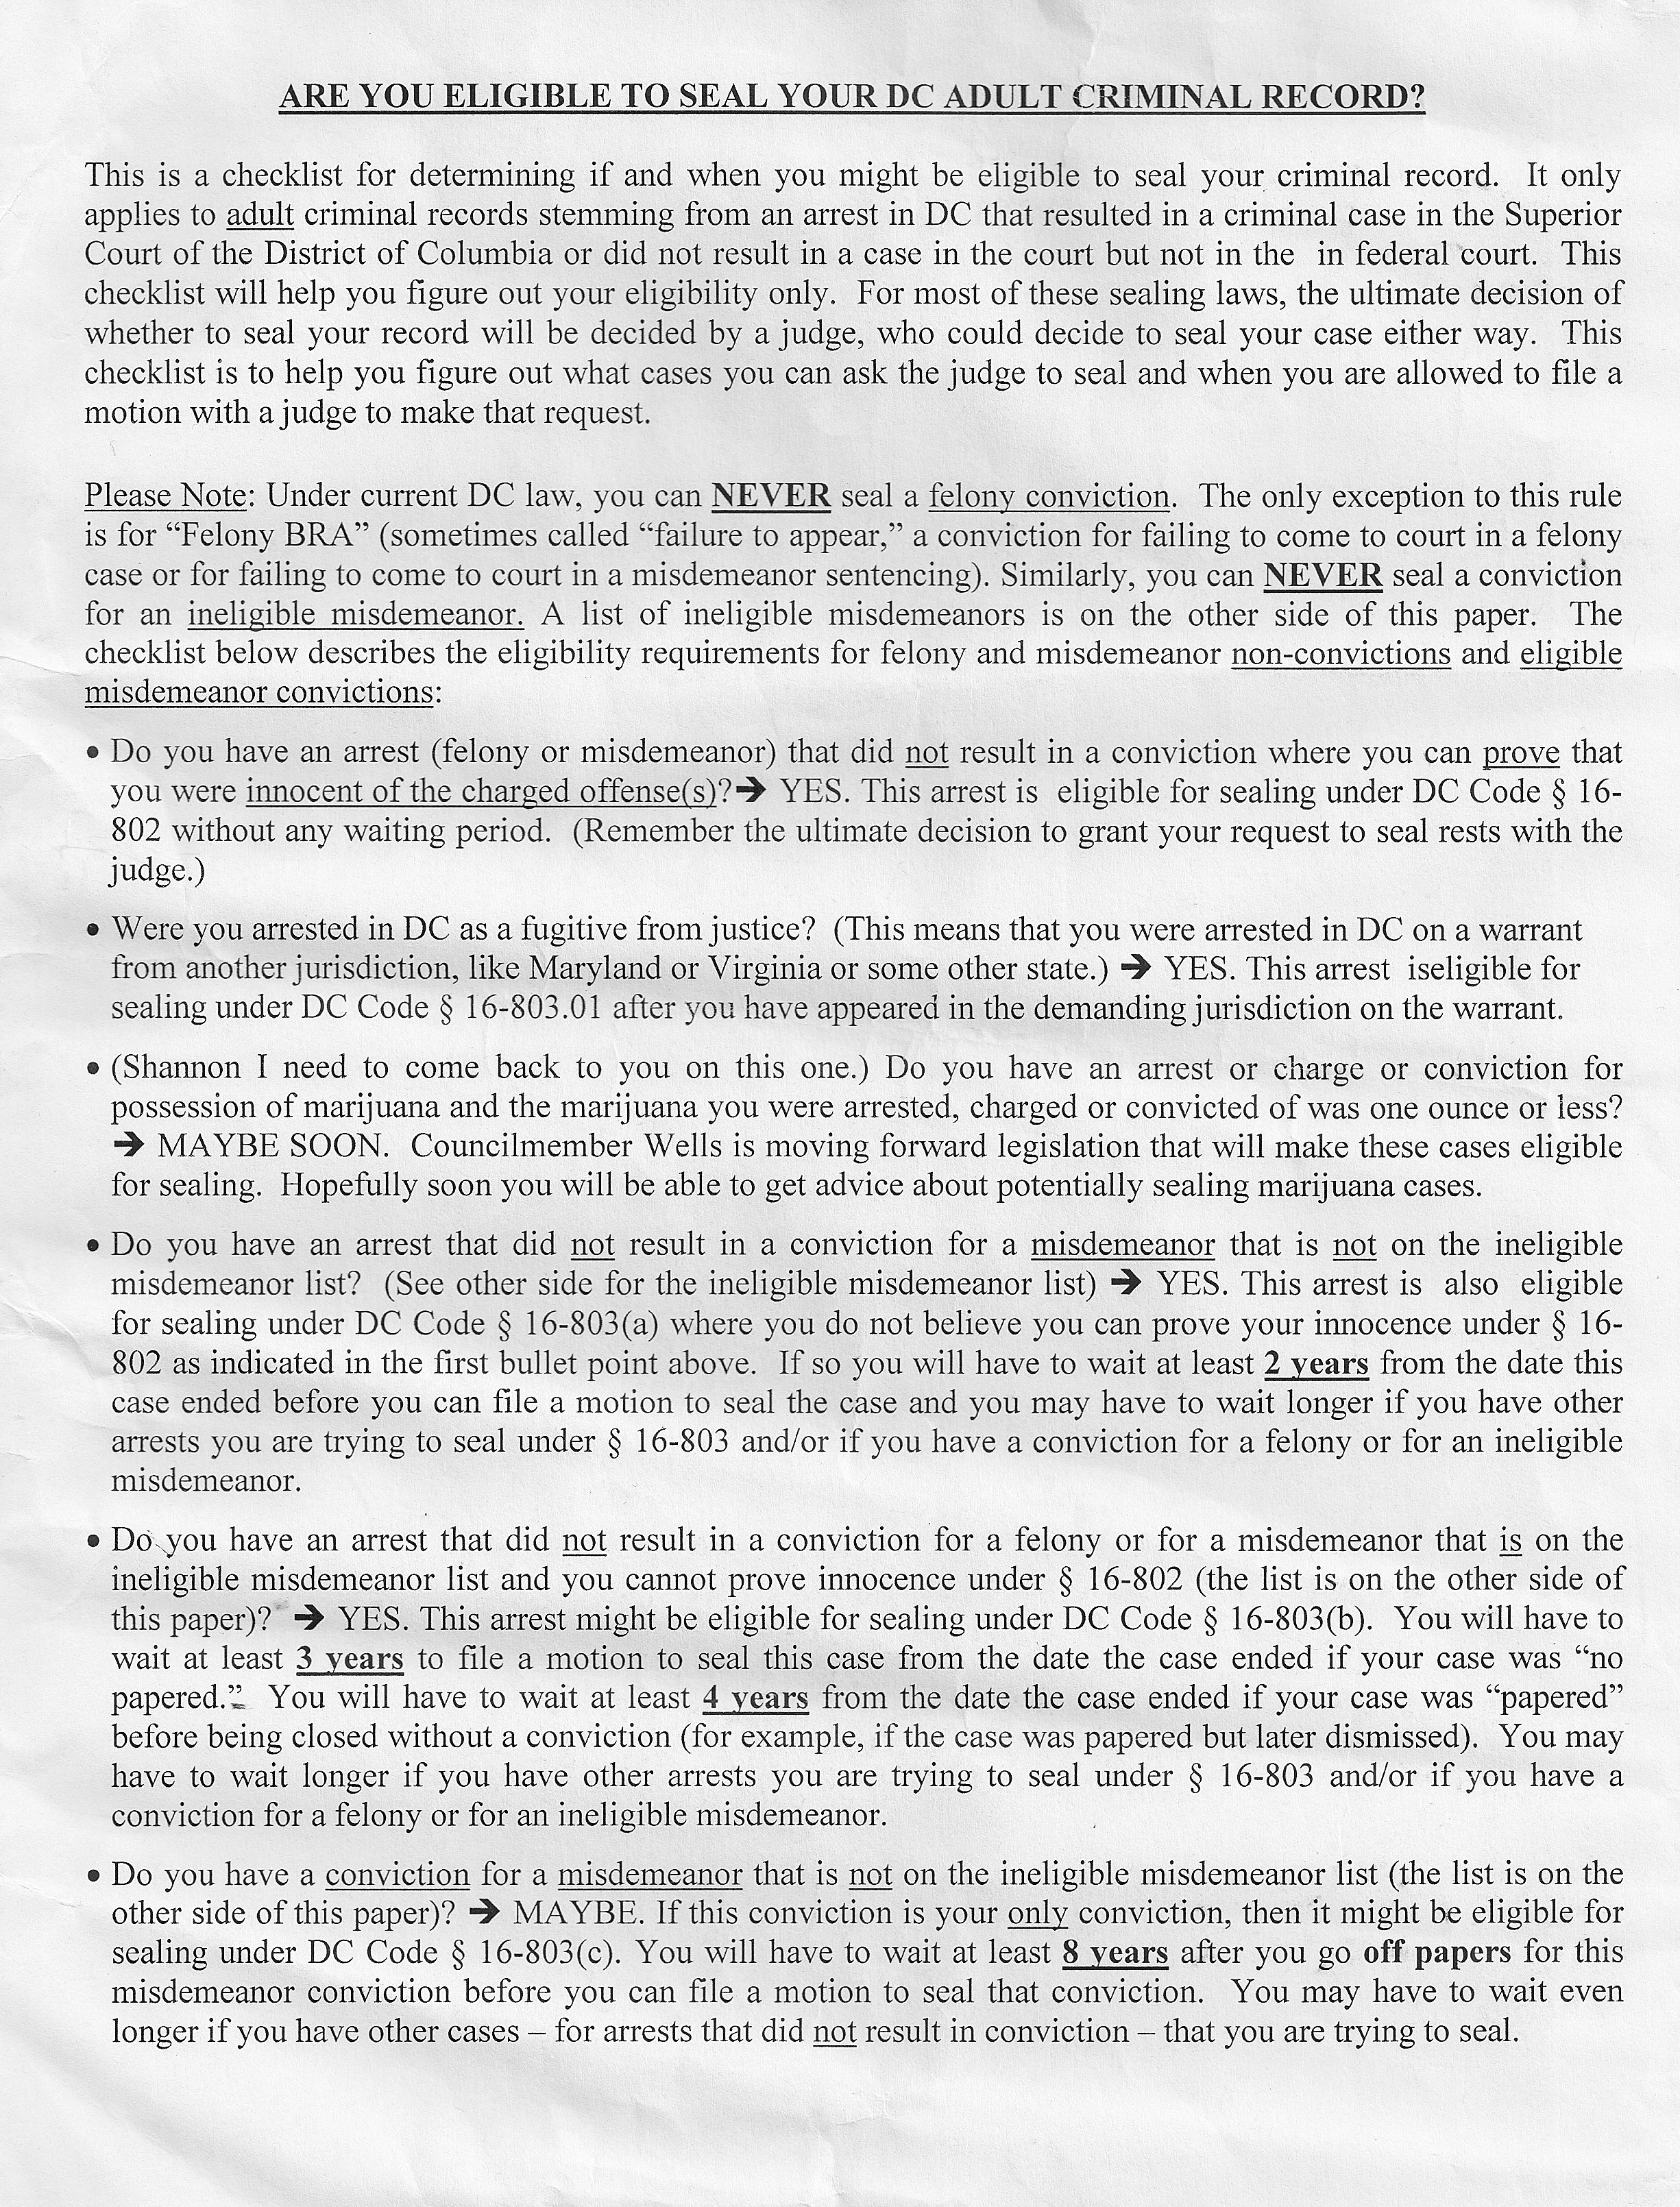 ARE YOU ELIGIBLE TO SEAL YOUR DC ADULT CRIMINAL RECORD?
This is a checklist for determining if and when you might be eligible to seal your criminal record. It only
applies to adult criminal records stemming from an arrest in DC that resulted in a criminal case in the Superior
Court of the District of Columbia or did not result in a case in the court but not in the in federal court. This
checklist will help you figure out your eligibility only. For most of these sealing laws, the ultimate decision of
whether to seal your record will be decided by a judge, who could decide to seal your case either way. This
checklist is to help you figure out what cases you can ask the judge to seal and when you are allowed to file a
motion with a judge to make that request.
Please Note: Under current DC law, you can NEVER seal a felony conviction. The only exception to this rule
is for “Felony BRA” (sometimes called “failure to appear,” a conviction for failing to come to court in a felony
case or for failing to come to court in a misdemeanor sentencing). Similarly, you can NEVER seal a conviction
for an ineligible misdemeanor. A list of ineligible misdemeanors is on the other side of this paper. The
checklist below describes the eligibility requirements for felony and misdemeanor non-convictions and eligible
misdemeanor convictions:
• Do you have an arrest (felony or misdemeanor) that did not result in a conviction where you can prove that
you were innocent of the charged offense(s)?➔ YES. This arrest is eligible for sealing under DC Code § 16-
802 without any waiting period. (Remember the ultimate decision to grant your request to seal rests with the
judge.)
• Were you arrested in DC as a fugitive from justice? (This means that you were arrested in DC on a warrant
from another jurisdiction, like Maryland or Virginia or some other state.) ➔ YES. This arrest iseligible for
sealing under DC Code § 16-803.01 after you have appeared in the demanding jurisdiction on the warrant.
• (Shannon I need to come back to you on this one.) Do you have an arrest or charge or conviction for
possession of marijuana and the marijuana you were arrested, charged or convicted of was one ounce or less?
➔ MAYBE SOON. Councilmember Wells is moving forward legislation that will make these cases eligible
for sealing. Hopefully soon you will be able to get advice about potentially sealing marijuana cases.
• Do you have an arrest that did not result in a conviction for a misdemeanor that is not on the ineligible
misdemeanor list? (See other side for the ineligible misdemeanor list) ➔ YES. This arrest is also eligible
for sealing under DC Code § 16-803(a) where you do not believe you can prove your innocence under § 16-
802 as indicated in the first bullet point above. If so you will have to wait at least 2 years from the date this
case ended before you can file a motion to seal the case and you may have to wait longer if you have other
arrests you are trying to seal under § 16-803 and/or if you have a conviction for a felony or for an ineligible
misdemeanor.
• Do you have an arrest that did not result in a conviction for a felony or for a misdemeanor that is on the
ineligible misdemeanor list and you cannot prove innocence under § 16-802 (the list is on the other side of
this paper)? ➔ YES. This arrest might be eligible for sealing under DC Code § 16-803(b). You will have to
wait at least 3 years to file a motion to seal this case from the date the case ended if your case was “no
papered.” You will have to wait at least 4 years from the date the case ended if your case was “papered”
before being closed without a conviction (for example, if the case was papered but later dismissed). You may
have to wait longer if you have other arrests you are trying to seal under § 16-803 and/or if you have a
conviction for a felony or for an ineligible misdemeanor.
• Do you have a conviction for a misdemeanor that is not on the ineligible misdemeanor list (the list is on the
other side of this paper)? ➔ MAYBE. If this conviction is your only conviction, then it might be eligible for
sealing under DC Code § 16-803(c). You will have to wait at least 8 years after you go off papers for this
misdemeanor conviction before you can file a motion to seal that conviction. You may have to wait even
longer if you have other cases – for arrests that did not result in conviction – that you are trying to seal.